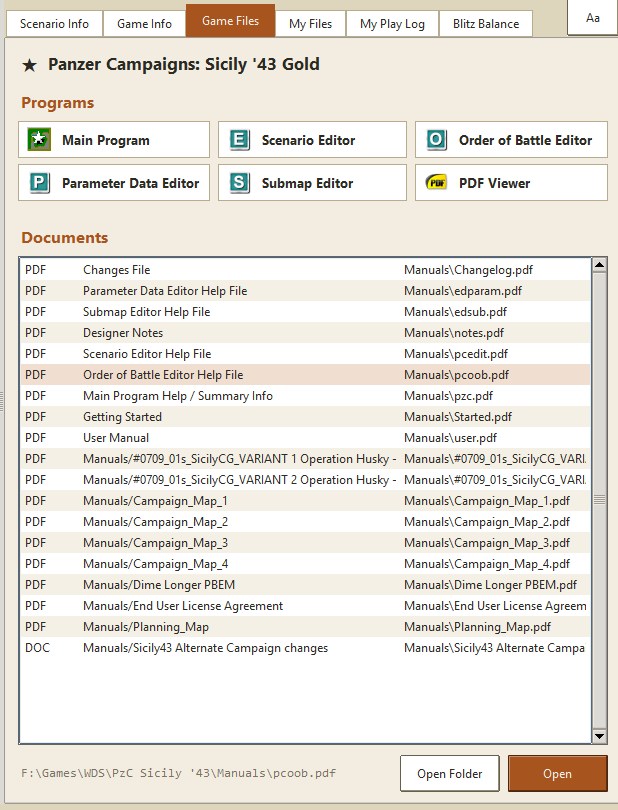 Scenario Info Game Info Game Files My Files My Play Log Blitz Balance Aa
★ Panzer Campaigns: Sicily '43 Gold
Programs
Main Program E Scenario Editor O Order of Battle Editor
P Parameter Data Editor S Submap Editor PDF PDF Viewer
Documents
PDF Changes File Manuals\Changelog.pdf
PDF Parameter Data Editor Help File Manuals\edparam.pdf
PDF Submap Editor Help File Manuals\edsub.pdf
PDF Designer Notes Manuals\notes.pdf
PDF Scenario Editor Help File Manuals\pcedit.pdf
PDF Order of Battle Editor Help File Manuals\pcoob.pdf
PDF Main Program Help / Summary Info Manuals\pzc.pdf
PDF Getting Started Manuals\Started.pdf
PDF User Manual Manuals\user.pdf
PDF Manuals/#0709_01s_SicilyCG_VARIANT 1 Operation Husky - Manuals\#0709_01s_SicilyCG_VARI
PDF Manuals/#0709_01s_SicilyCG_VARIANT 2 Operation Husky - Manuals\#0709_01s_SicilyCG_VARI
PDF Manuals/Campaign_Map_1 Manuals\Campaign_Map_1.pdf
PDF Manuals/Campaign_Map_2 Manuals\Campaign_Map_2.pdf
PDF Manuals/Campaign_Map_3 Manuals\Campaign_Map_3.pdf
PDF Manuals/Campaign_Map_4 Manuals\Campaign_Map_4.pdf
PDF Manuals/Dime Longer PBEM Manuals\Dime Longer PBEM.pdf
PDF Manuals/End User License Agreement Manuals\End User License Agreem
PDF Manuals/Planning_Map Manuals\Planning_Map.pdf
DOC Manuals/Sicily43 Alternate Campaign changes Manuals\Sicily43 Alternate Campa
F:\Games\WDS\PzC Sicily '43\Manuals\pcoob.pdf Open Folder Open